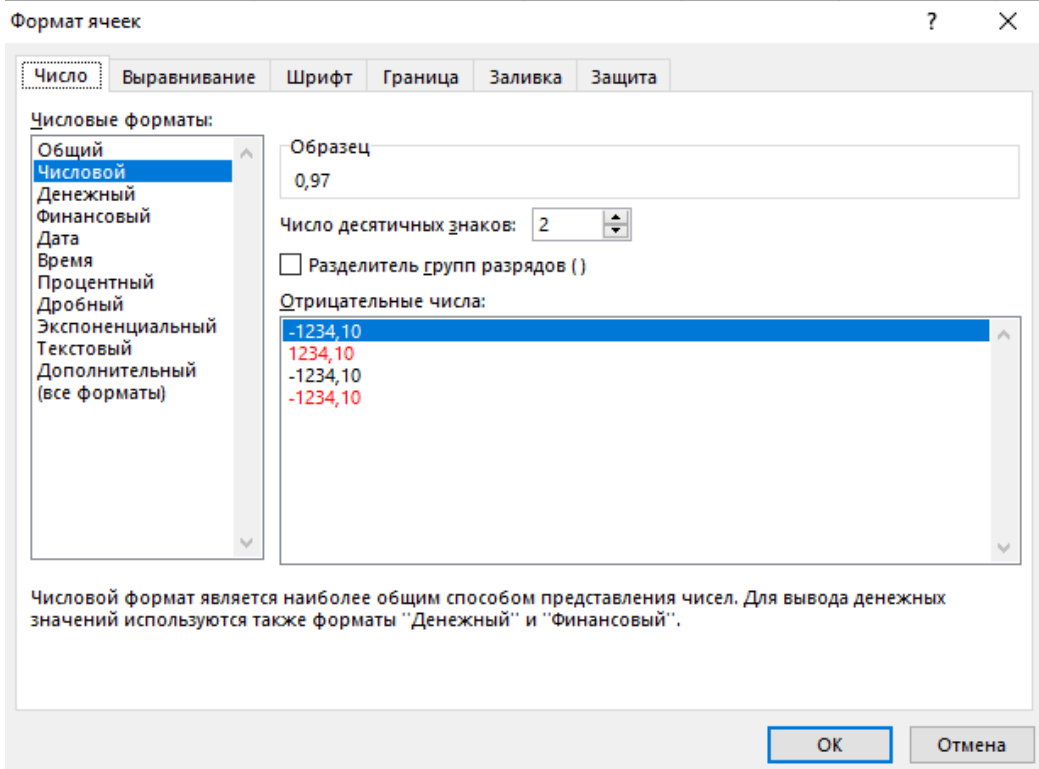 Формат ячеек
Число Выравнивание Шрифт Граница Заливка Защита
Числовые форматы:
Общий
Числовой
Денежный
Финансовый
Дата
Время
Процентный
Дробный
Экспоненциальный
Текстовый
Дополнительный
(все форматы)
Образец
0,97
Число десятичных знаков: 2
Разделитель групп разрядов ( )
Отрицательные числа:
-1234,10
1234,10
-1234,10
-1234,10
Числовой формат является наиболее общим способом представления чисел. Для вывода денежных
значений используются также форматы "Денежный" и "Финансовый".
ОК Отмена